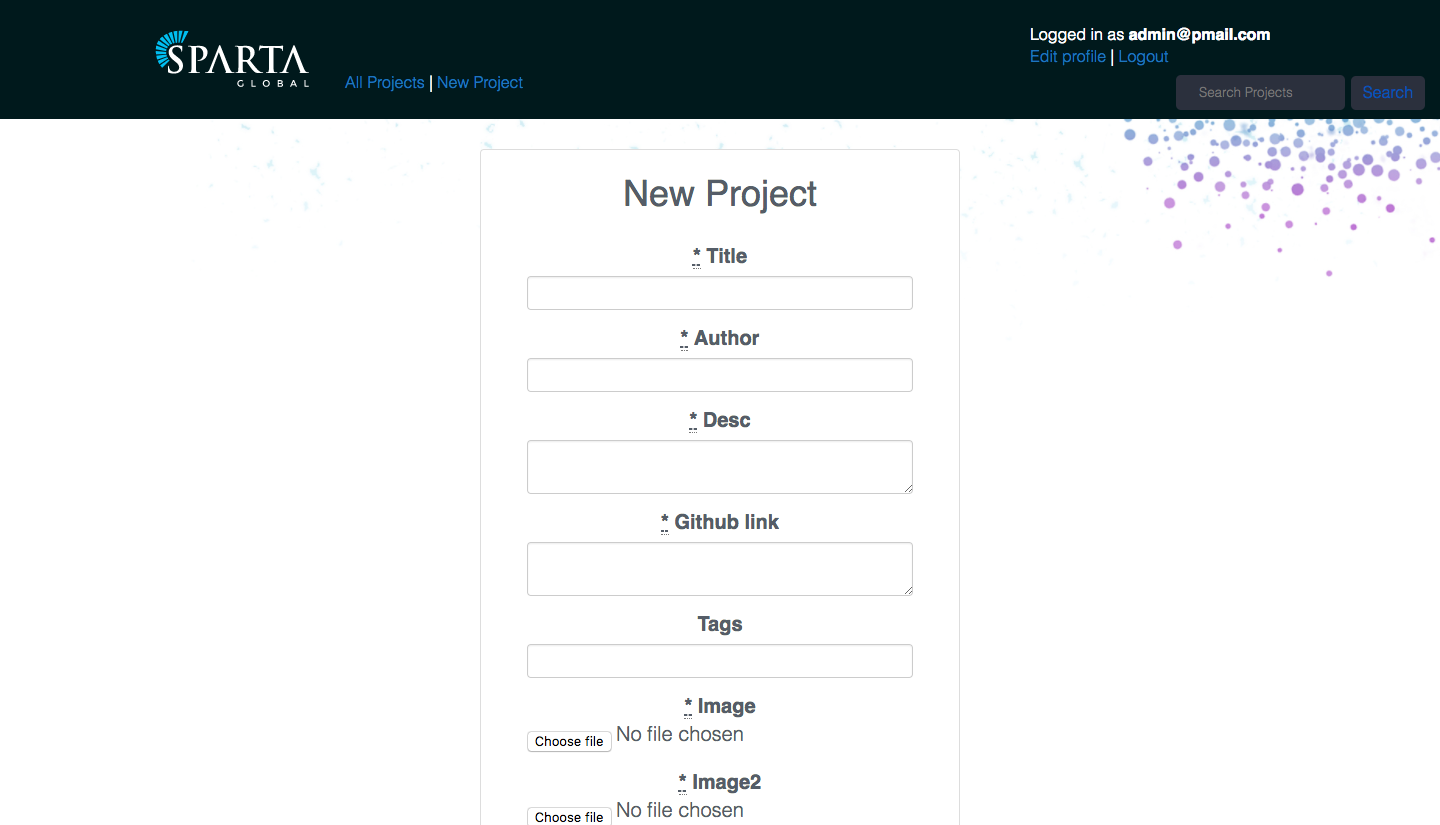 SPARTA
GLOBAL
All Projects | New Project
Logged in as admin@pmail.com
Edit profile | Logout
Search Projects
Search
New Project
* Title
* Author
* Desc
* Github link
Tags
* Image
Choose file No file chosen
* Image2
Choose file No file chosen